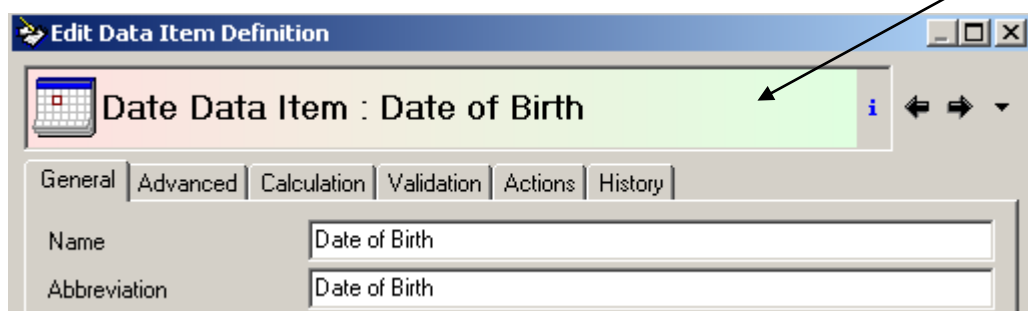 Edit Data Item Definition
Date Data Item : Date of Birth
i
General Advanced Calculation Validation Actions History
Name Date of Birth
Abbreviation Date of Birth